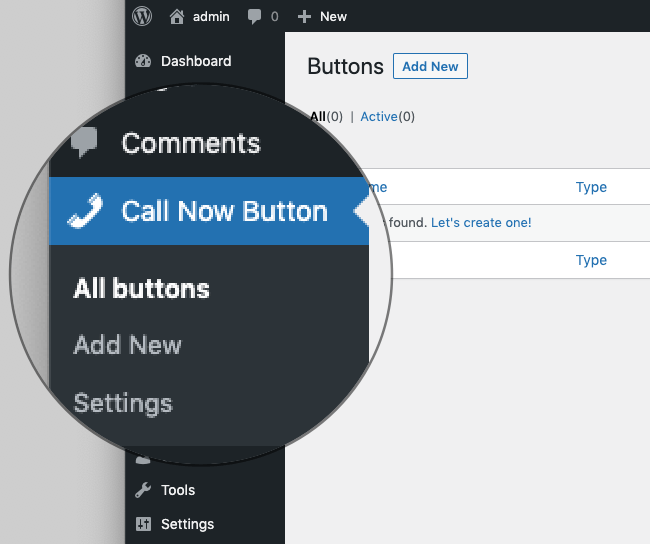 admin 0 New
Dashboard
Buttons Add New
All(0) | Active(0)
Comments
Call Now Button
All buttons
Add New
Settings
me Type
found. Let's create one!
Type
Tools
Settings